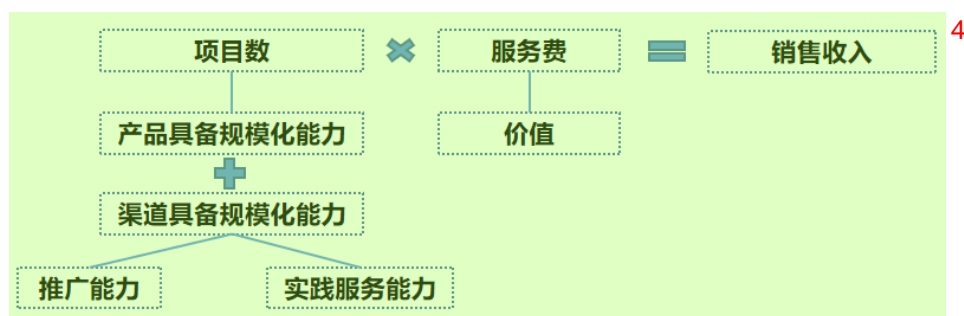 项目数 × 服务费 = 销售收入 4
产品具备规模化能力 价值
+
渠道具备规模化能力
推广能力 实践服务能力